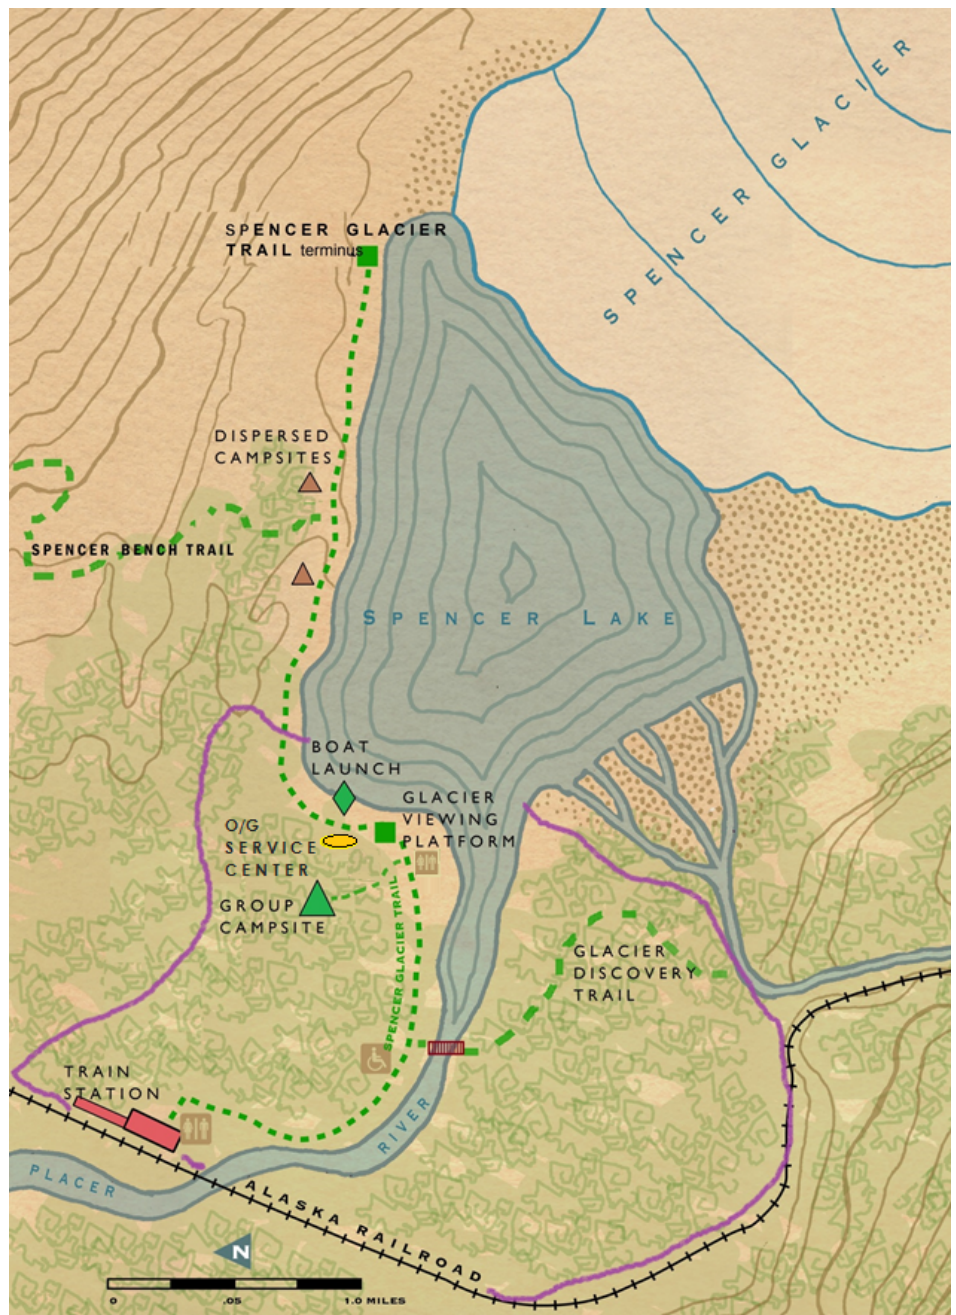 SPENCER GLACIER
SPENCER GLACIER
TRAIL terminus
DISPERSED
CAMPSITES
SPENCER BENCH TRAIL
SPENCER LAKE
BOAT
LAUNCH
GLACIER
VIEWING
PLATFORM
O/G
SERVICE
CENTER
GROUP
CAMPSITE
SPENCER GLACIER TRAIL
GLACIER
DISCOVERY
TRAIL
TRAIN
STATION
PLACER
RIVER
ALASKA RAILROAD
N
0 .05 1.0 MILES